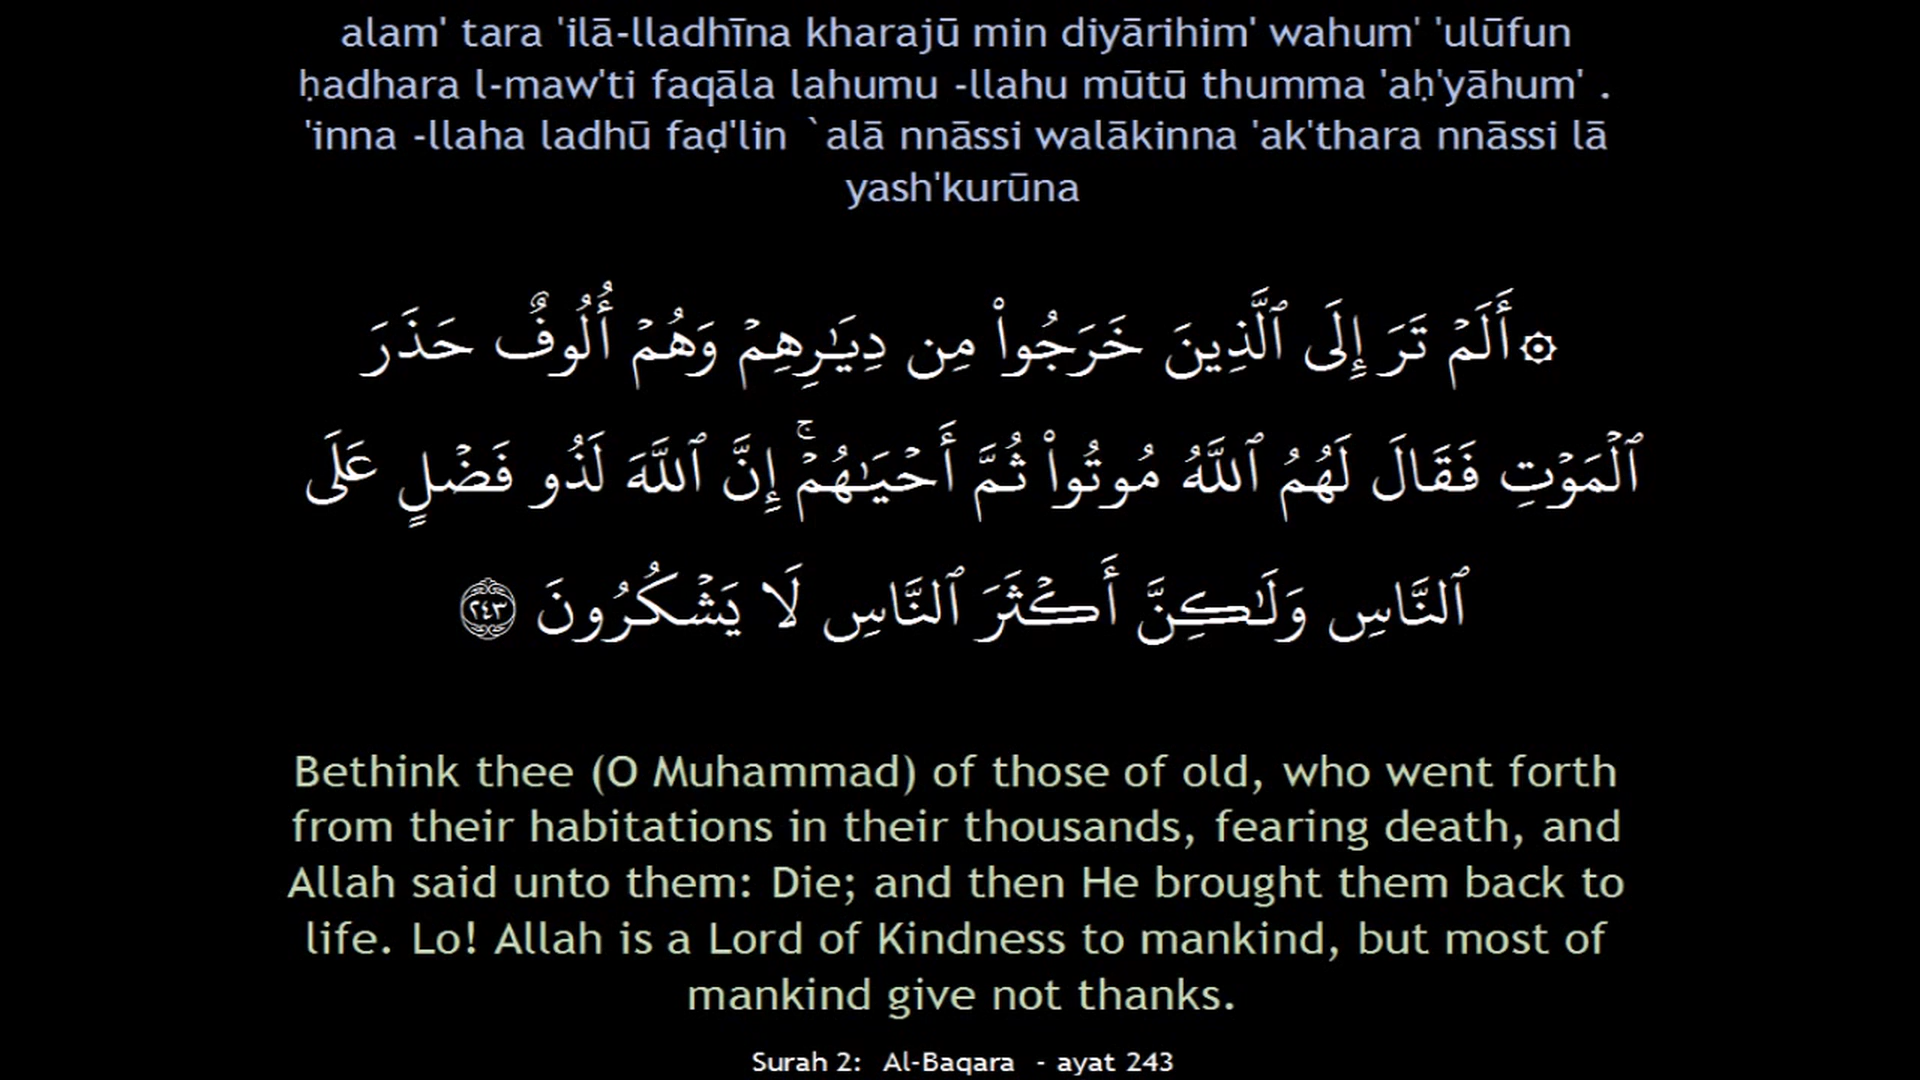 alam' tara 'ilā-lladhīna kharajū min diyārihim' wahum' 'ulūfun
ḥadhara l-maw'ti faqāla lahumu -llahu mūtū thumma 'aḥ'yāhum' .
'inna -llaha ladhū faḍ'lin `alā nnāssi walākinna 'ak'thara nnāssi lā
yash'kurūna
۞ أَلَمۡ تَرَ إِلَى ٱلَّذِينَ خَرَجُواْ مِن دِيَٰرِهِمۡ وَهُمۡ أُلُوفٌ حَذَرَ
ٱلۡمَوۡتِ فَقَالَ لَهُمُ ٱللَّهُ مُوتُواْ ثُمَّ أَحۡيَٰهُمۡۚ إِنَّ ٱللَّهَ لَذُو فَضۡلٍ عَلَى
ٱلنَّاسِ وَلَٰكِنَّ أَكۡثَرَ ٱلنَّاسِ لَا يَشۡكُرُونَ ٢٤٣
Bethink thee (O Muhammad) of those of old, who went forth
from their habitations in their thousands, fearing death, and
Allah said unto them: Die; and then He brought them back to
life. Lo! Allah is a Lord of Kindness to mankind, but most of
mankind give not thanks.
Surah 2: Al-Baqara - ayat 243